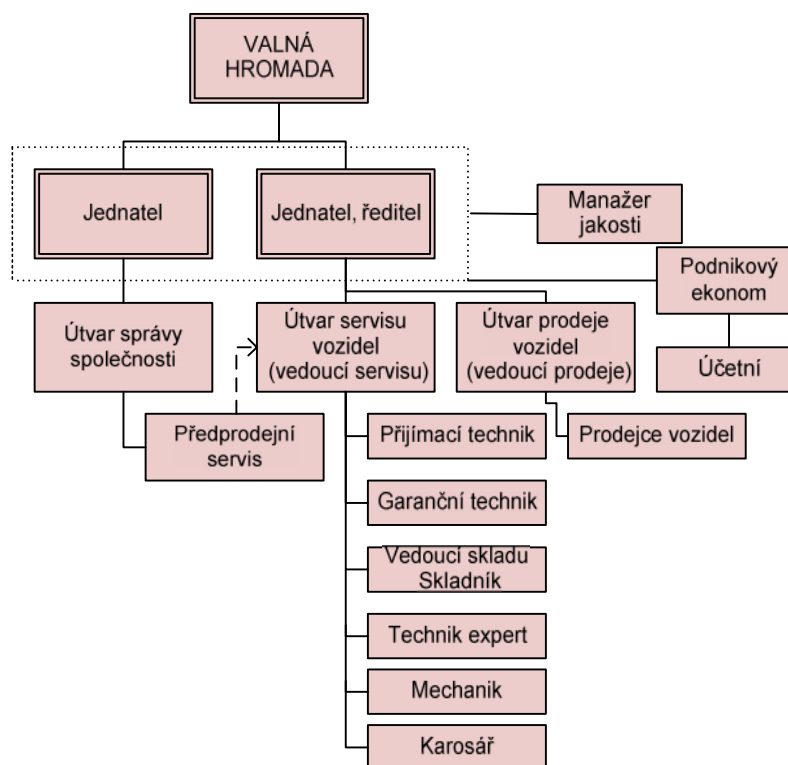 VALNÁ
HROMADA
Jednatel
Jednatel, ředitel
Manažer
jakosti
Podnikový
ekonom
Účetní
Útvar správy
společnosti
Útvar servisu
vozidel
(vedoucí servisu)
Útvar prodeje
vozidel
(vedoucí prodeje)
Předprodejní
servis
Přijímací technik
Prodejce vozidel
Garanční technik
Vedoucí skladu
Skladník
Technik expert
Mechanik
Karosář